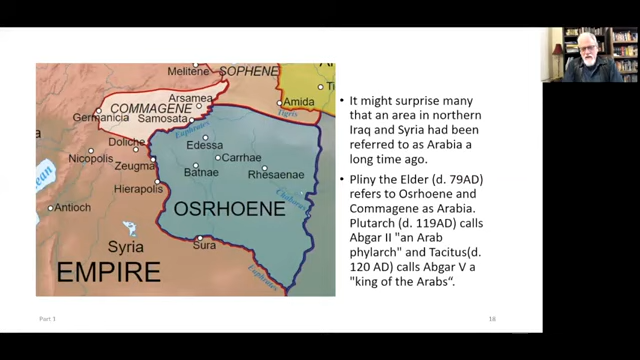 Melitene
SOPHENE
Arsamea
COMMAGENE
Amida
Tigris
Germanicia
Samosata
Euphrates
Doliche
Edessa
Nicopolis
Zeugma
Carrhae
Batnae
Rhesaenae
Hierapolis
Chaboras
Antioch
OSRHOENE
Syria
Sura
EMPIRE
Euphrates
• It might surprise many
that an area in northern
Iraq and Syria had been
referred to as Arabia a
long time ago.
• Pliny the Elder (d. 79AD)
refers to Osrhoene and
Commagene as Arabia.
Plutarch (d. 119AD) calls
Abgar II "an Arab
phylarch" and Tacitus(d.
120 AD) calls Abgar V a
"king of the Arabs“.
Part 1